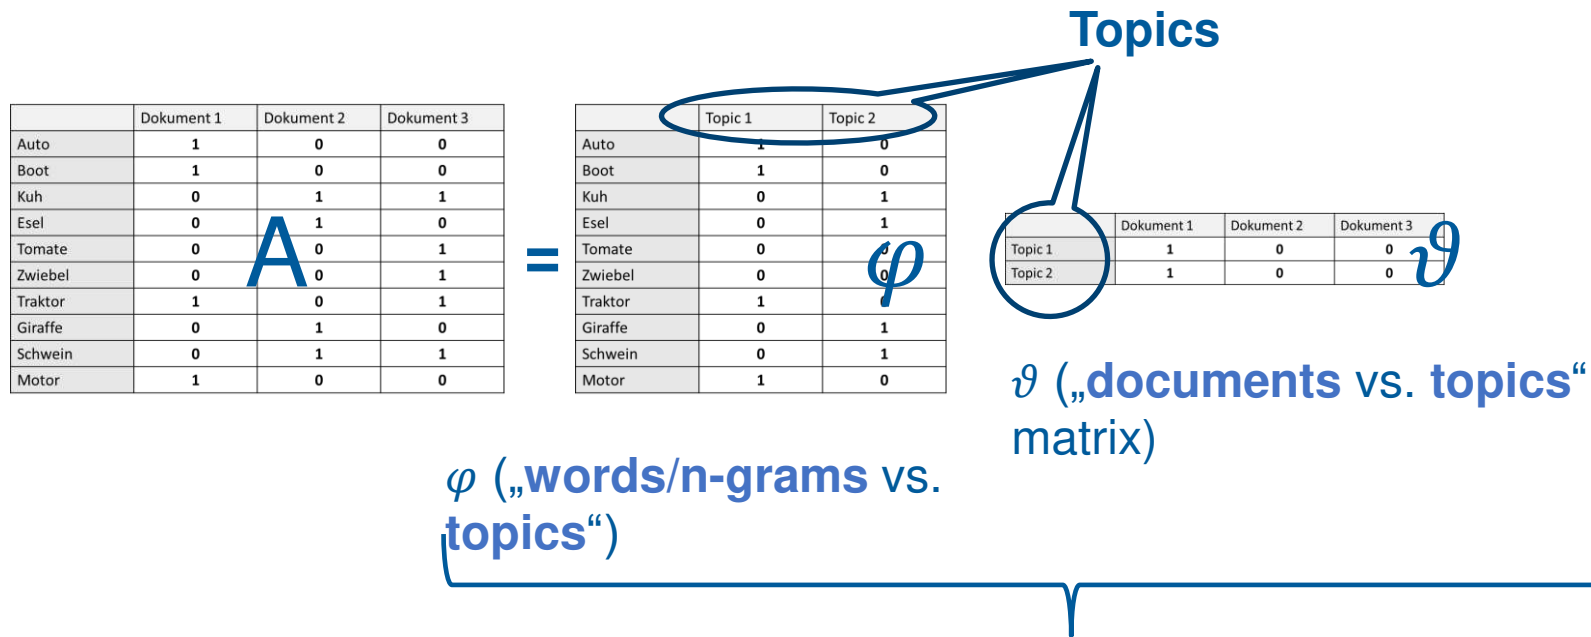 Topics
Dokument 1 Dokument 2 Dokument 3
Auto 1 0 0
Boot 1 0 0
Kuh 0 1 1
Esel 0 1 0
Tomate 0 0 1
Zwiebel 0 0 1
Traktor 1 0 1
Giraffe 0 1 0
Schwein 0 1 1
Motor 1 0 0
A
=
Topic 1 Topic 2
Auto 1 0
Boot 1 0
Kuh 0 1
Esel 0 1
Tomate 0 0
Zwiebel 0 0
Traktor 1 0
Giraffe 0 1
Schwein 0 1
Motor 1 0
φ
Dokument 1 Dokument 2 Dokument 3
Topic 1 1 0 0
Topic 2 1 0 0
ϑ
ϑ („documents vs. topics“
matrix)
φ („words/n-grams vs.
topics“)